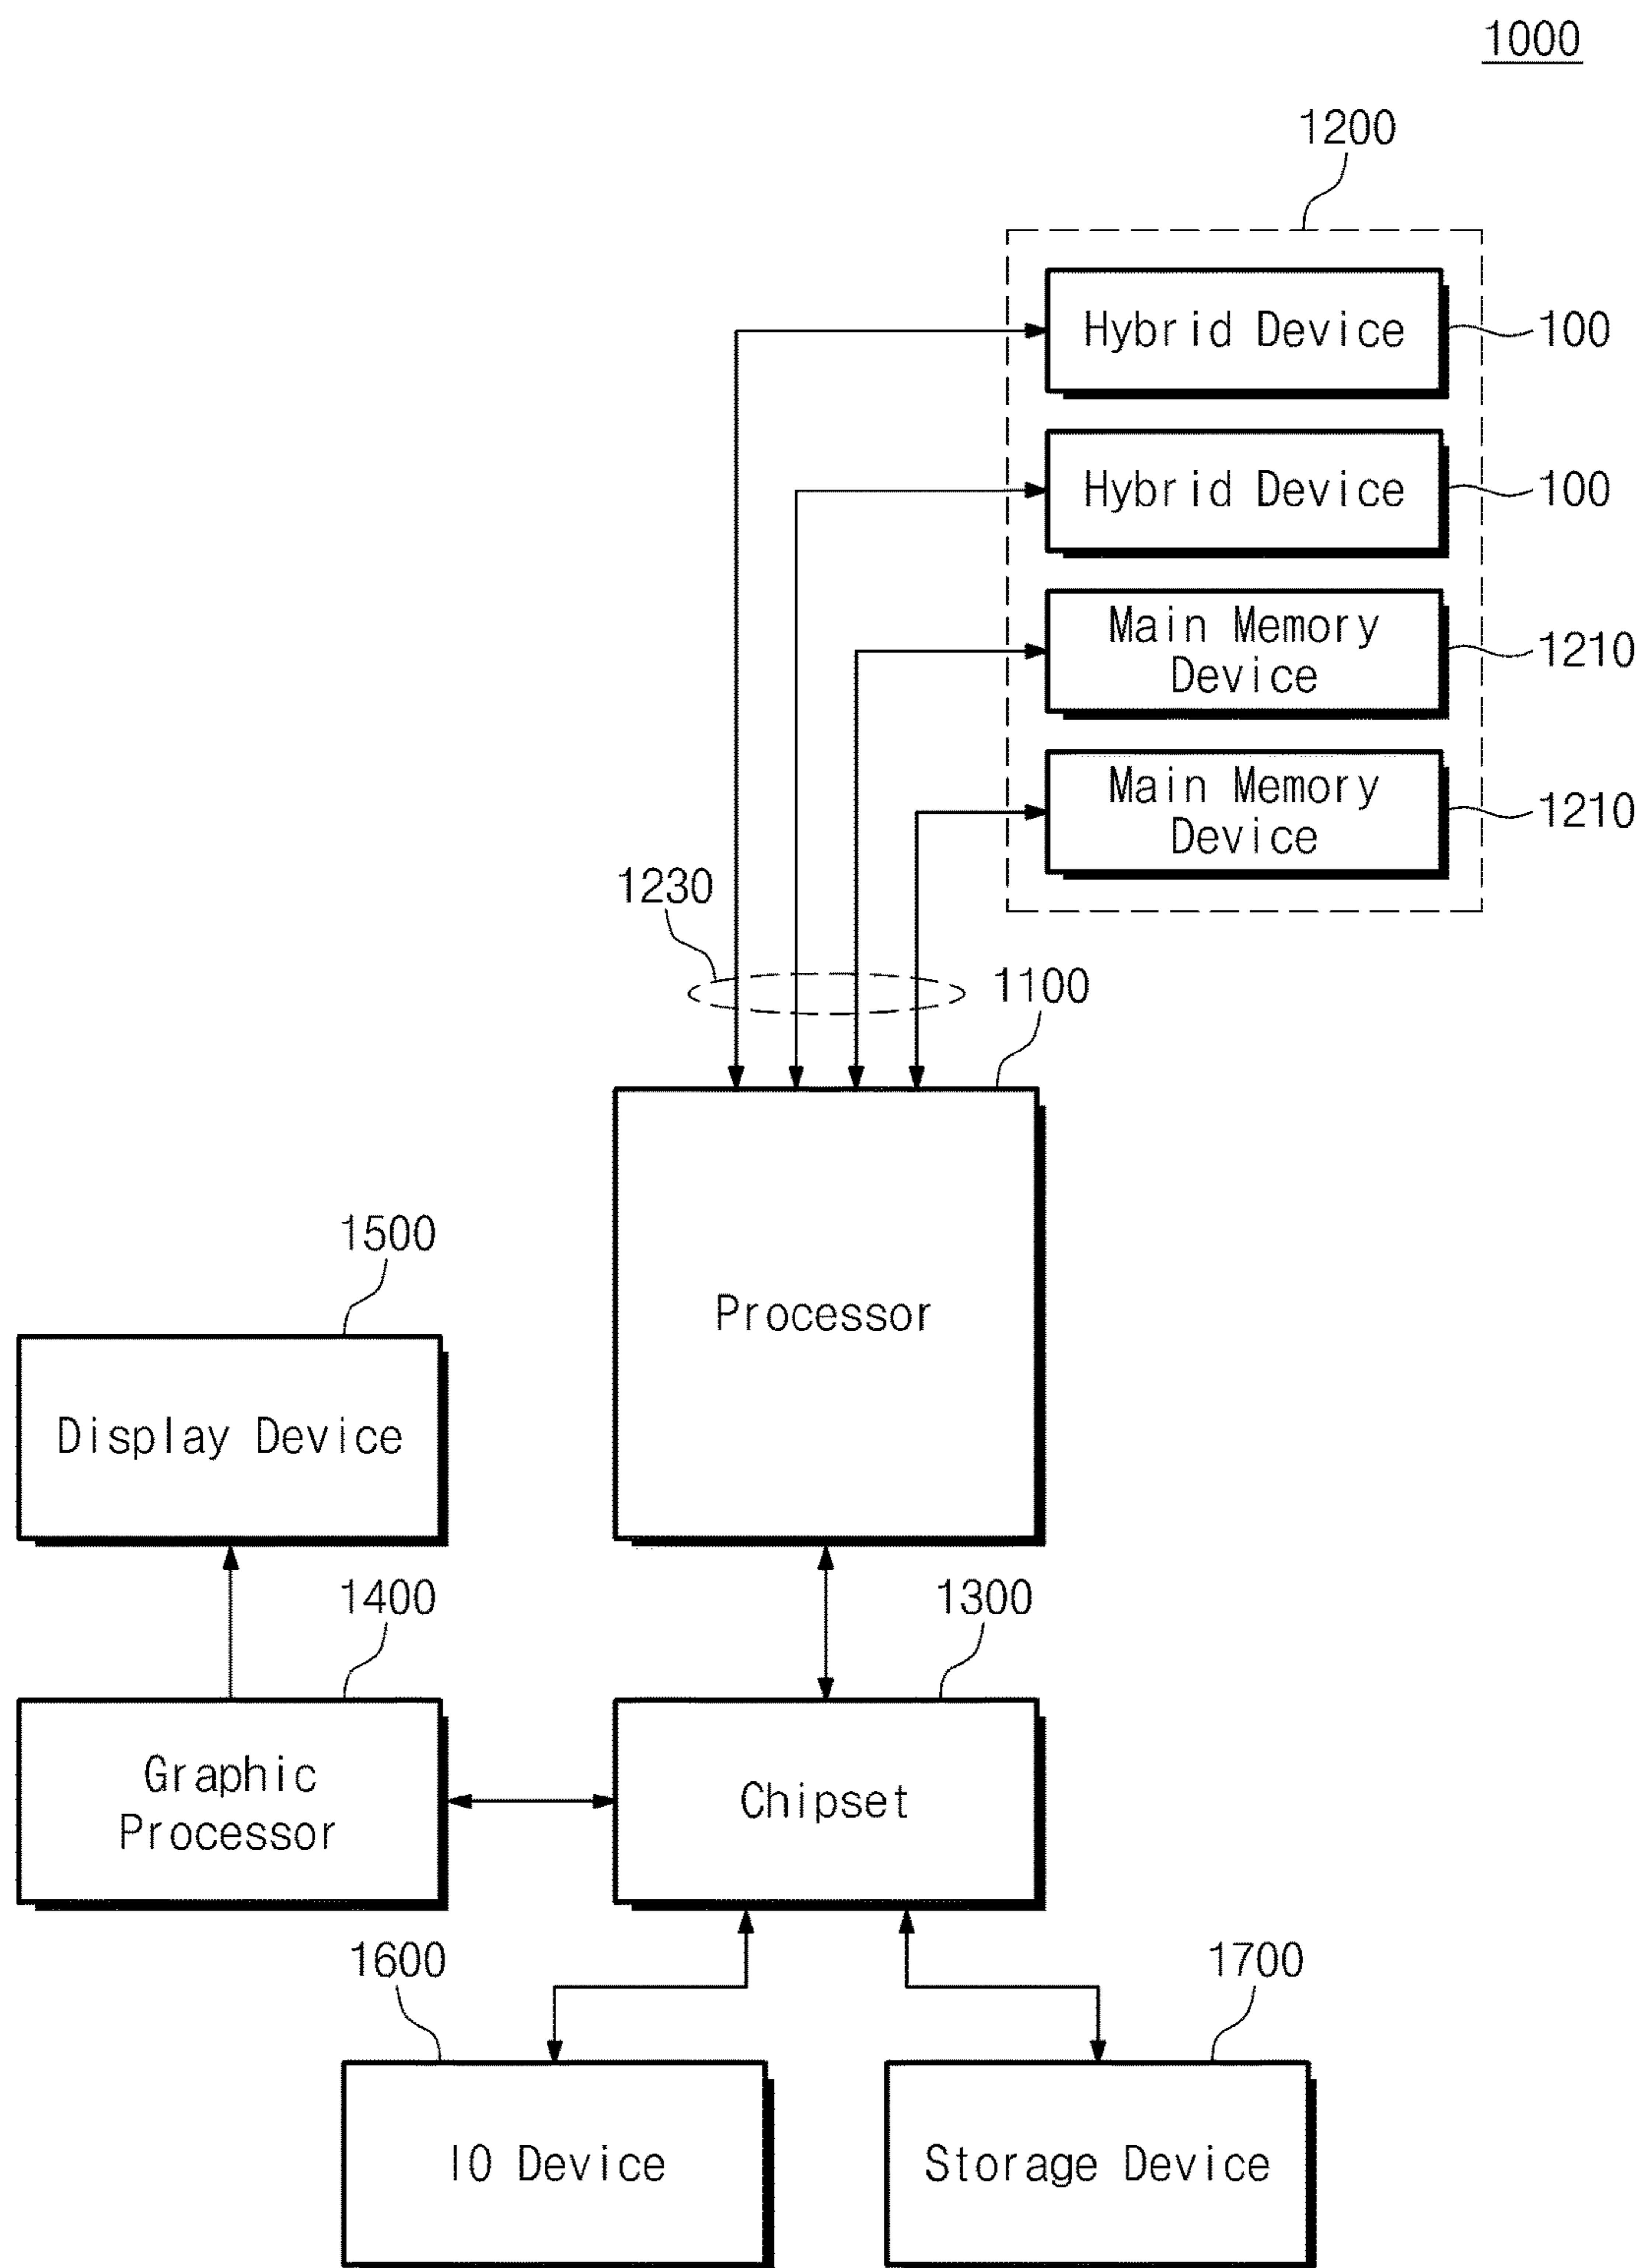 1000
1200
Hybrid Device
100
Hybrid Device
100
Main Memory
Device
1210
Main Memory
Device
1210
1230
1100
Processor
1500
Display Device
1400
1300
Graphic
Processor
Chipset
1600
1700
IO Device
Storage Device